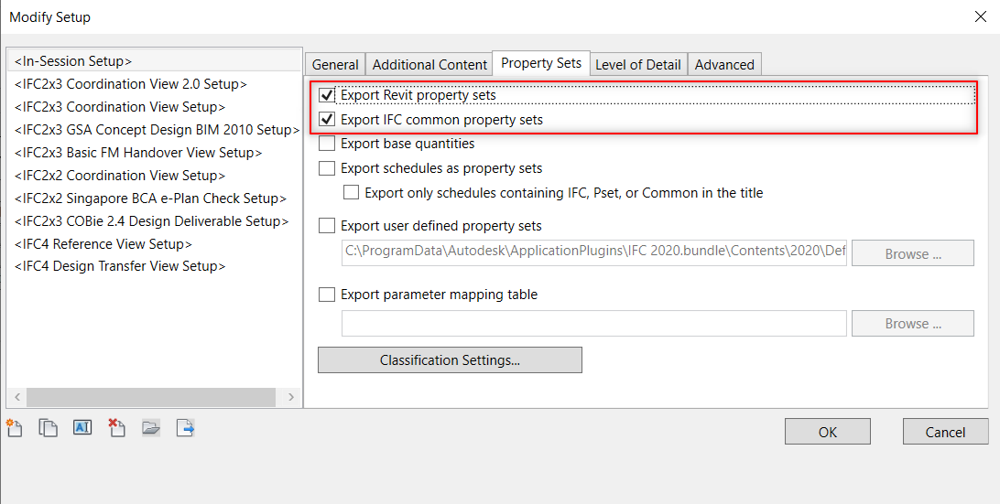 Modify Setup
<In-Session Setup>
<IFC2x3 Coordination View 2.0 Setup>
<IFC2x3 Coordination View Setup>
<IFC2x3 GSA Concept Design BIM 2010 Setup>
<IFC2x3 Basic FM Handover View Setup>
<IFC2x2 Coordination View Setup>
<IFC2x2 Singapore BCA e-Plan Check Setup>
<IFC2x3 COBie 2.4 Design Deliverable Setup>
<IFC4 Reference View Setup>
<IFC4 Design Transfer View Setup>
General Additional Content Property Sets Level of Detail Advanced
Export Revit property sets
Export IFC common property sets
Export base quantities
Export schedules as property sets
Export only schedules containing IFC, Pset, or Common in the title
Export user defined property sets
C:\ProgramData\Autodesk\ApplicationPlugins\IFC 2020.bundle\Contents\2020\Def Browse ...
Export parameter mapping table
Browse ...
Classification Settings...
AI
OK Cancel